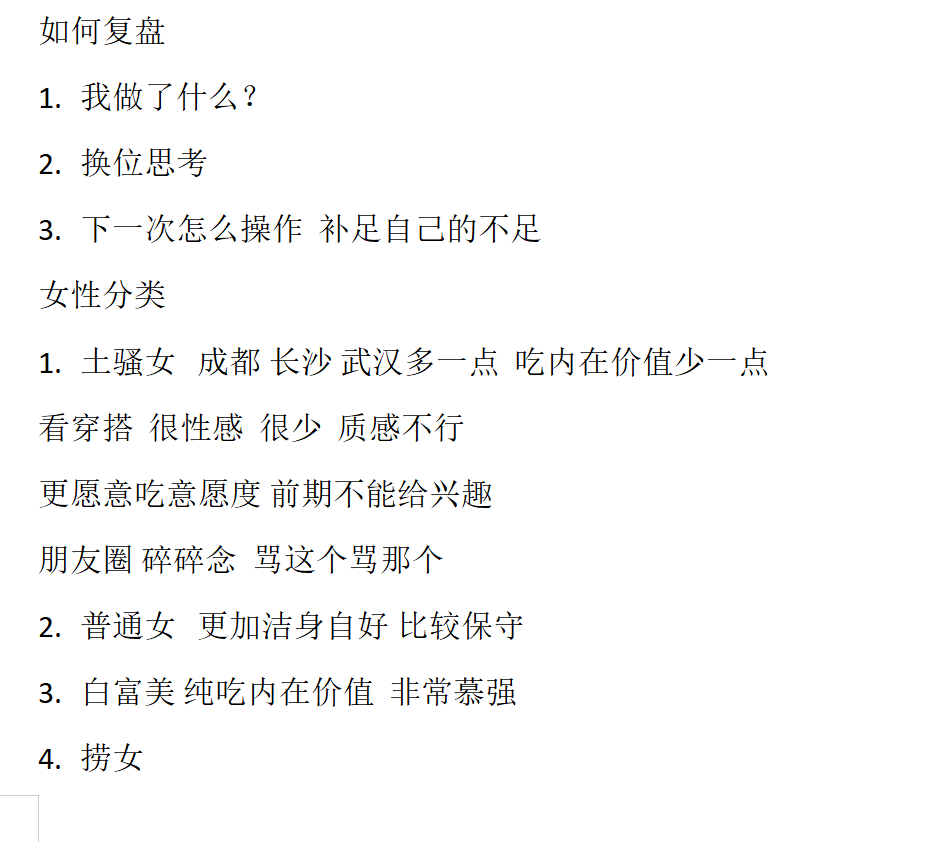 如何复盘
1. 我做了什么？
2. 换位思考
3. 下一次怎么操作 补足自己的不足
女性分类
1. 土骚女 成都 长沙 武汉多一点 吃内在价值少一点
看穿搭 很性感 很少 质感不行
更愿意吃意愿度 前期不能给兴趣
朋友圈 碎碎念 骂这个骂那个
2. 普通女 更加洁身自好 比较保守
3. 白富美 纯吃内在价值 非常慕强
4. 捞女